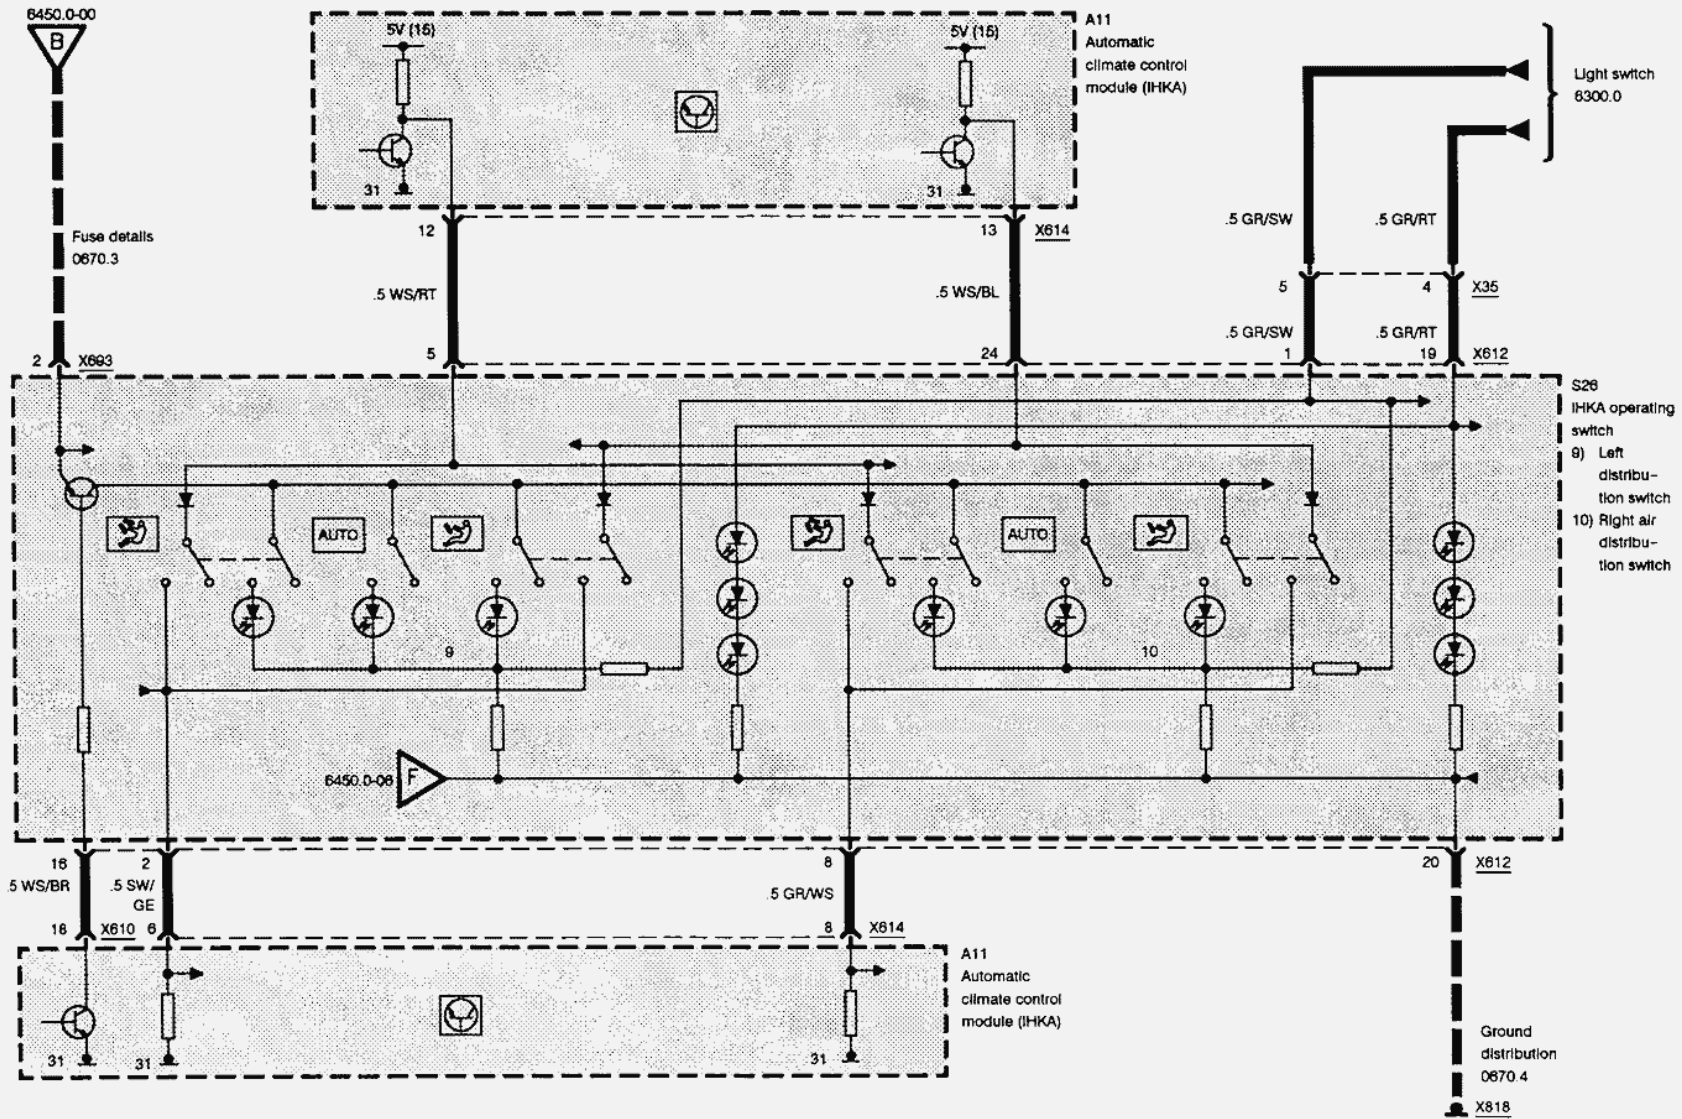 6450.0-00
B
5V (15)
5V (15)
31
31
A11
Automatic
climate control
module (IHKA)
Light switch
6300.0
Fuse details
0670.3
12
13
X614
.5 GR/SW
.5 GR/RT
.5 WS/RT
.5 WS/BL
5
4
X35
.5 GR/SW
.5 GR/RT
2
X693
5
24
1
19
X612
S26
IHKA operating
switch
9) Left
distribu-
tion switch
10) Right air
distribu-
tion switch
AUTO
AUTO
9
10
6450.0-06
F
16
2
8
20
X612
.5 WS/BR
.5 SW/
GE
.5 GR/WS
18
X610
6
8
X614
31
31
31
A11
Automatic
climate control
module (IHKA)
Ground
distribution
0670.4
X818